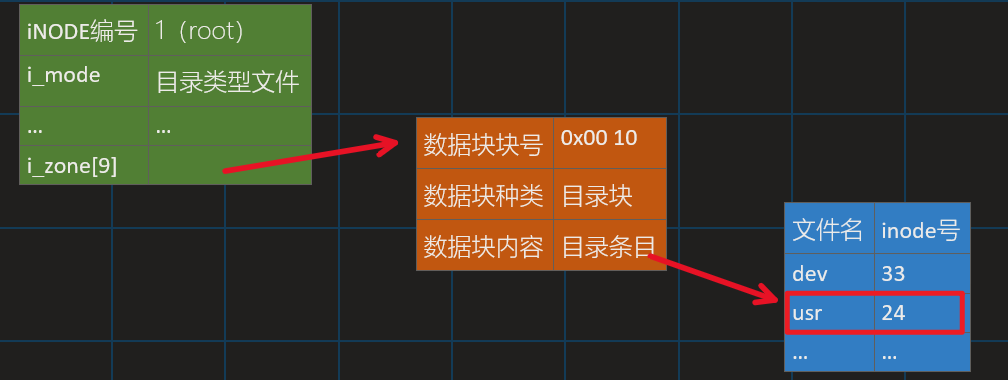 iNODE编号 1（root）
i_mode 目录类型文件
... ...
i_zone[9]
数据块块号 0x00 10
数据块种类 目录块
数据块内容 目录条目
文件名 inode号
dev 33
usr 24
... ...